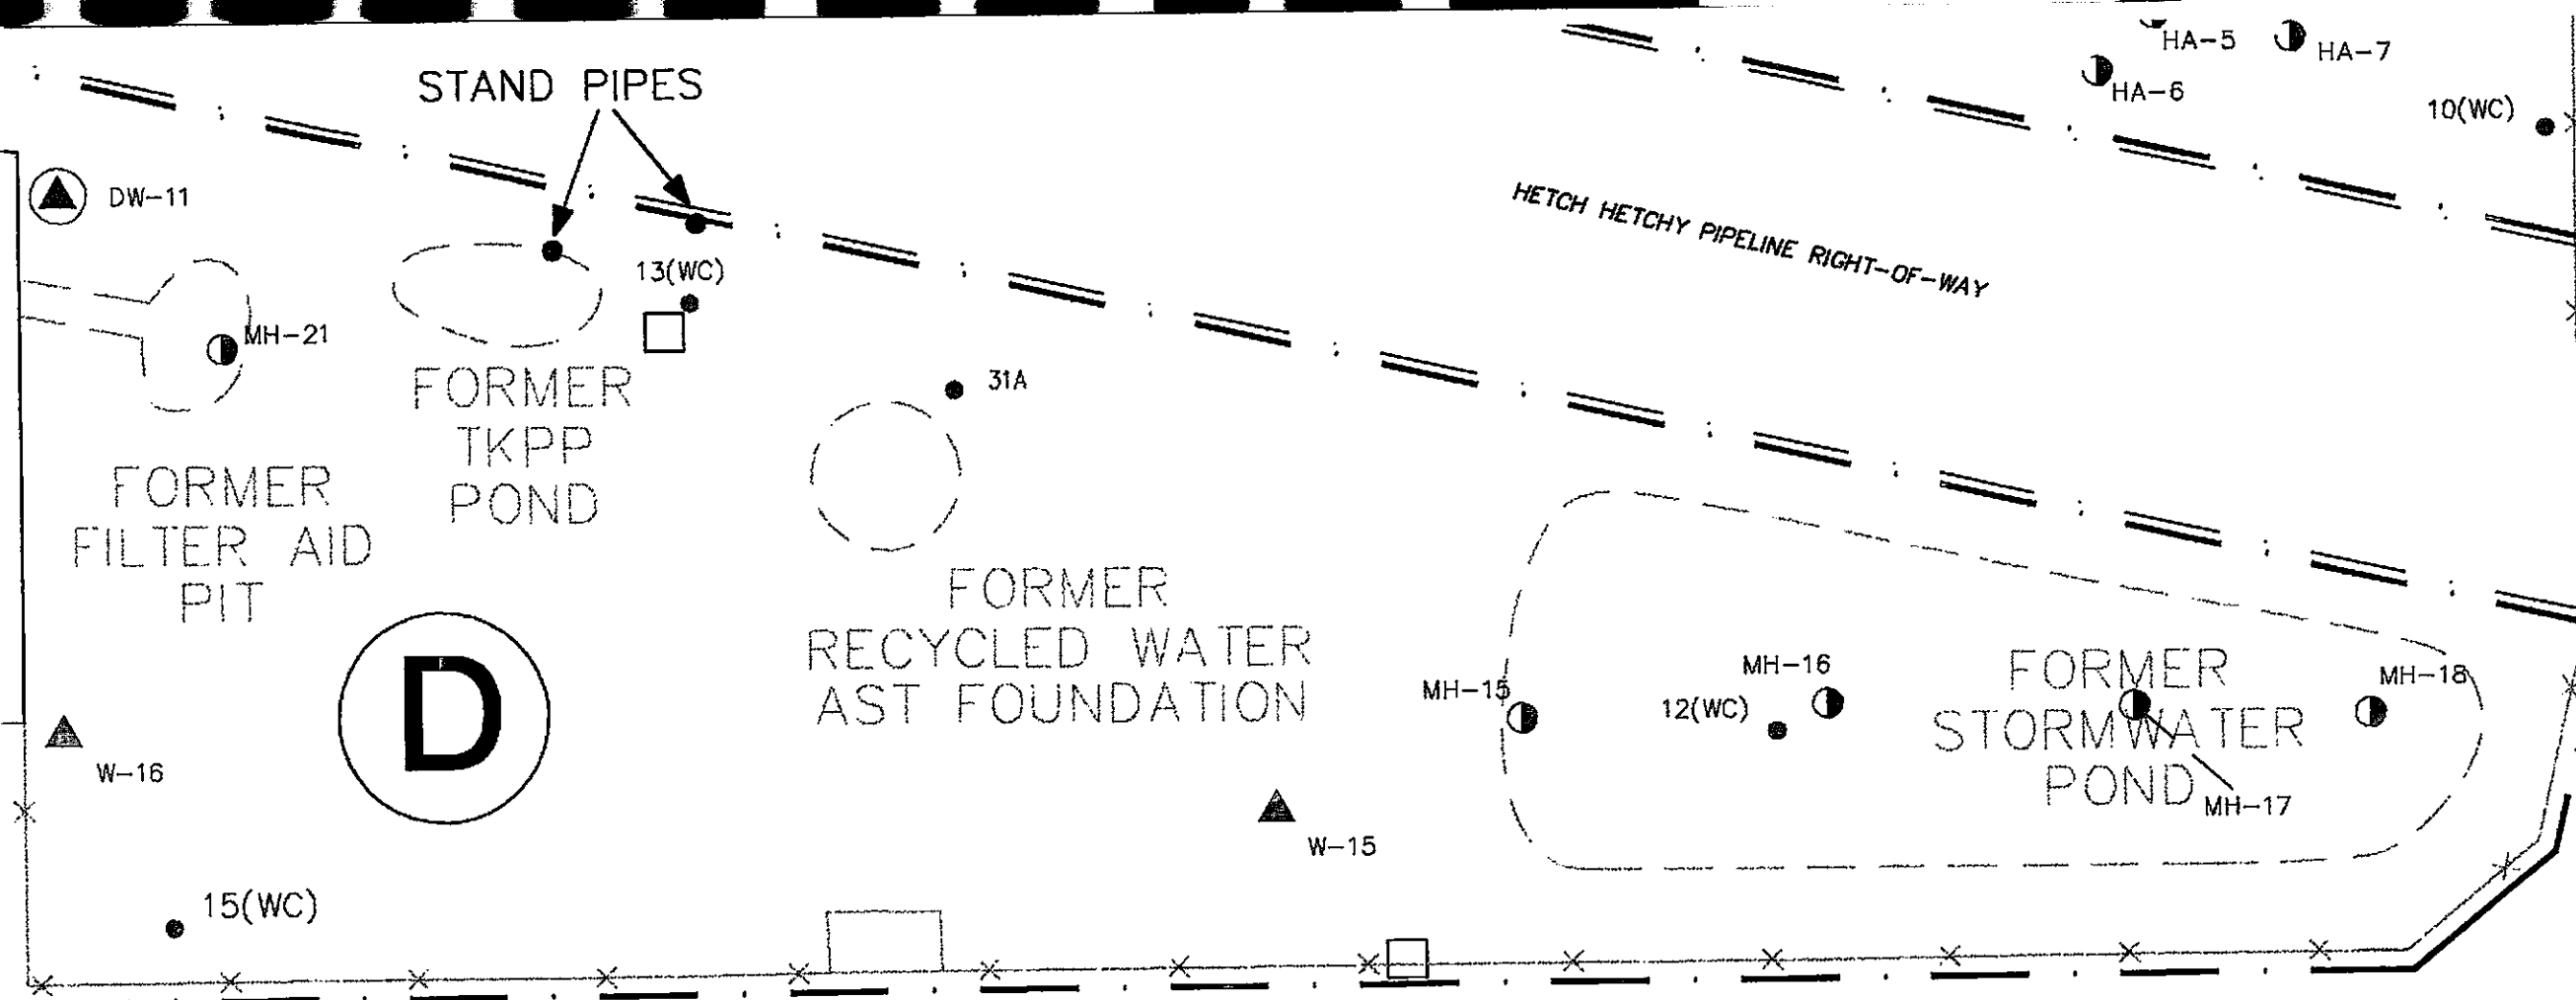 HA-5
HA-7
HA-6
10(WC)
STAND PIPES
DW-11
HETCH HETCHY PIPELINE RIGHT-OF-WAY
13(WC)
MH-21
31A
FORMER
TKPP
POND
FORMER
FILTER AID
PIT
FORMER
RECYCLED WATER
AST FOUNDATION
D
MH-15
MH-16
12(WC)
FORMER
STORMWATER
POND
MH-18
MH-17
W-16
W-15
15(WC)